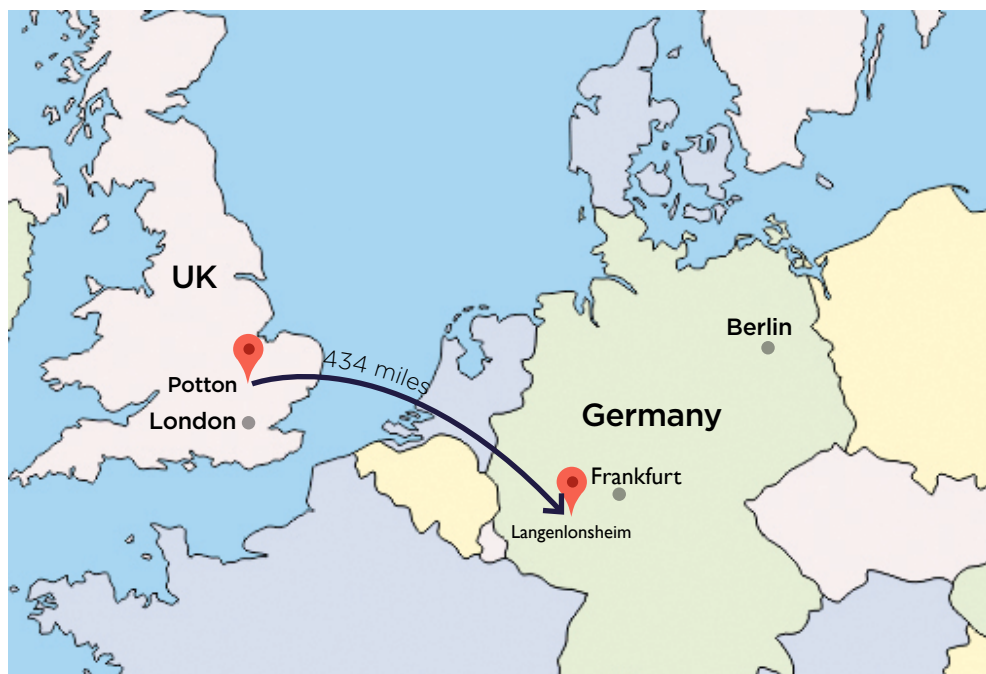 UK
Berlin
434 miles
Potton
London
Germany
Frankfurt
Langenlonsheim